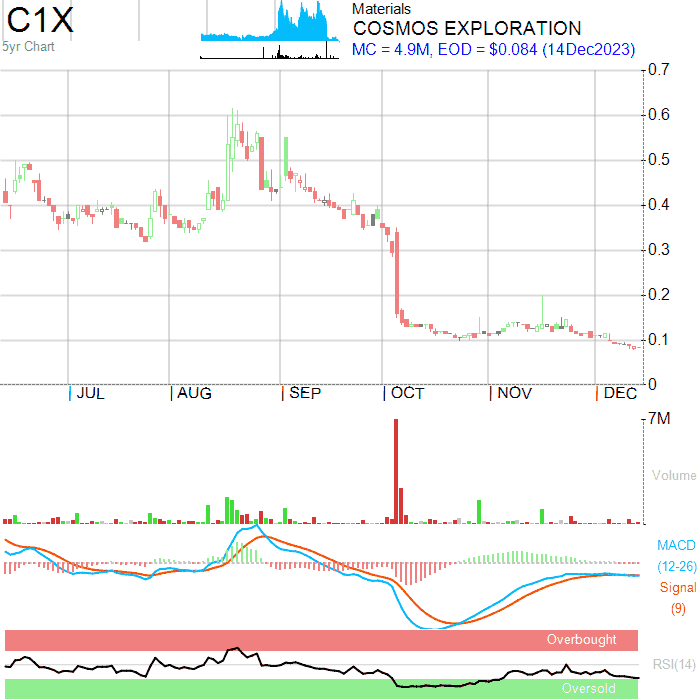 C1X
5yr Chart
Materials
COSMOS EXPLORATION
MC = 4.9M, EOD = $0.084 (14Dec2023)
0.7
0.6
0.5
0.4
0.3
0.2
0.1
0
JUL AUG SEP OCT NOV DEC
7M
Volume
MACD
(12-26)
Signal
(9)
Overbought
RSI(14)
Oversold